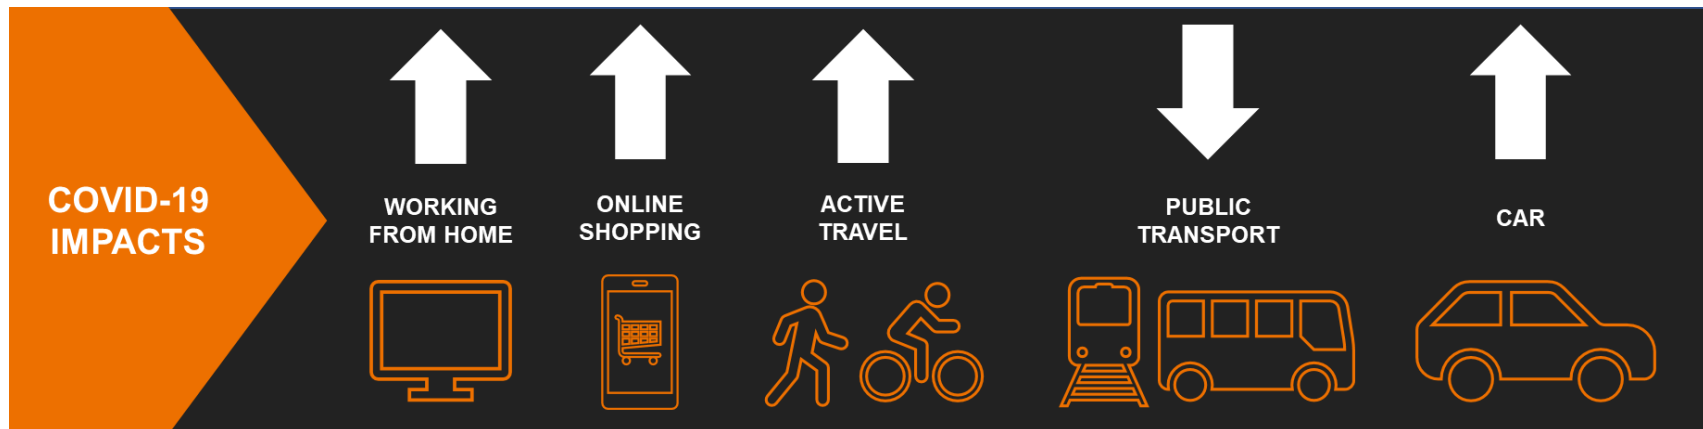 COVID-19
IMPACTS
WORKING
FROM HOME
ONLINE
SHOPPING
ACTIVE
TRAVEL
PUBLIC
TRANSPORT
CAR